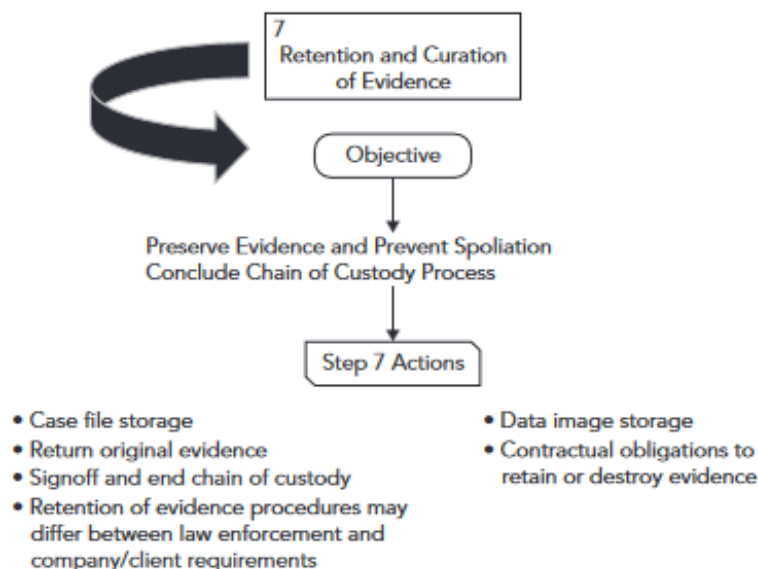 7
Retention and Curation
of Evidence
Objective
Preserve Evidence and Prevent Spoliation
Conclude Chain of Custody Process
Step 7 Actions
• Case file storage
• Return original evidence
• Signoff and end chain of custody
• Retention of evidence procedures may
differ between law enforcement and
company/client requirements
• Data image storage
• Contractual obligations to
retain or destroy evidence